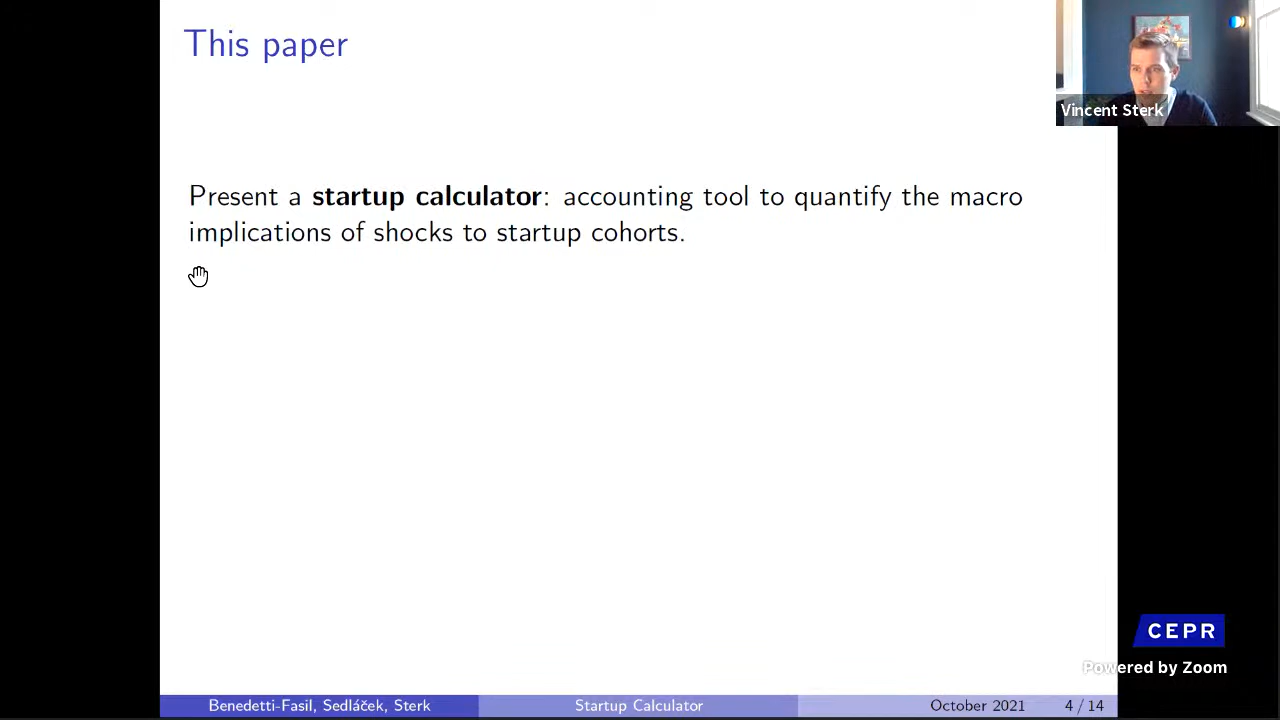 This paper
Vincent Sterk
Present a startup calculator: accounting tool to quantify the macro
implications of shocks to startup cohorts.
CEPR
Powered by Zoom
Benedetti-Fasil, Sedláček, Sterk
Startup Calculator
October 2021
4 / 14